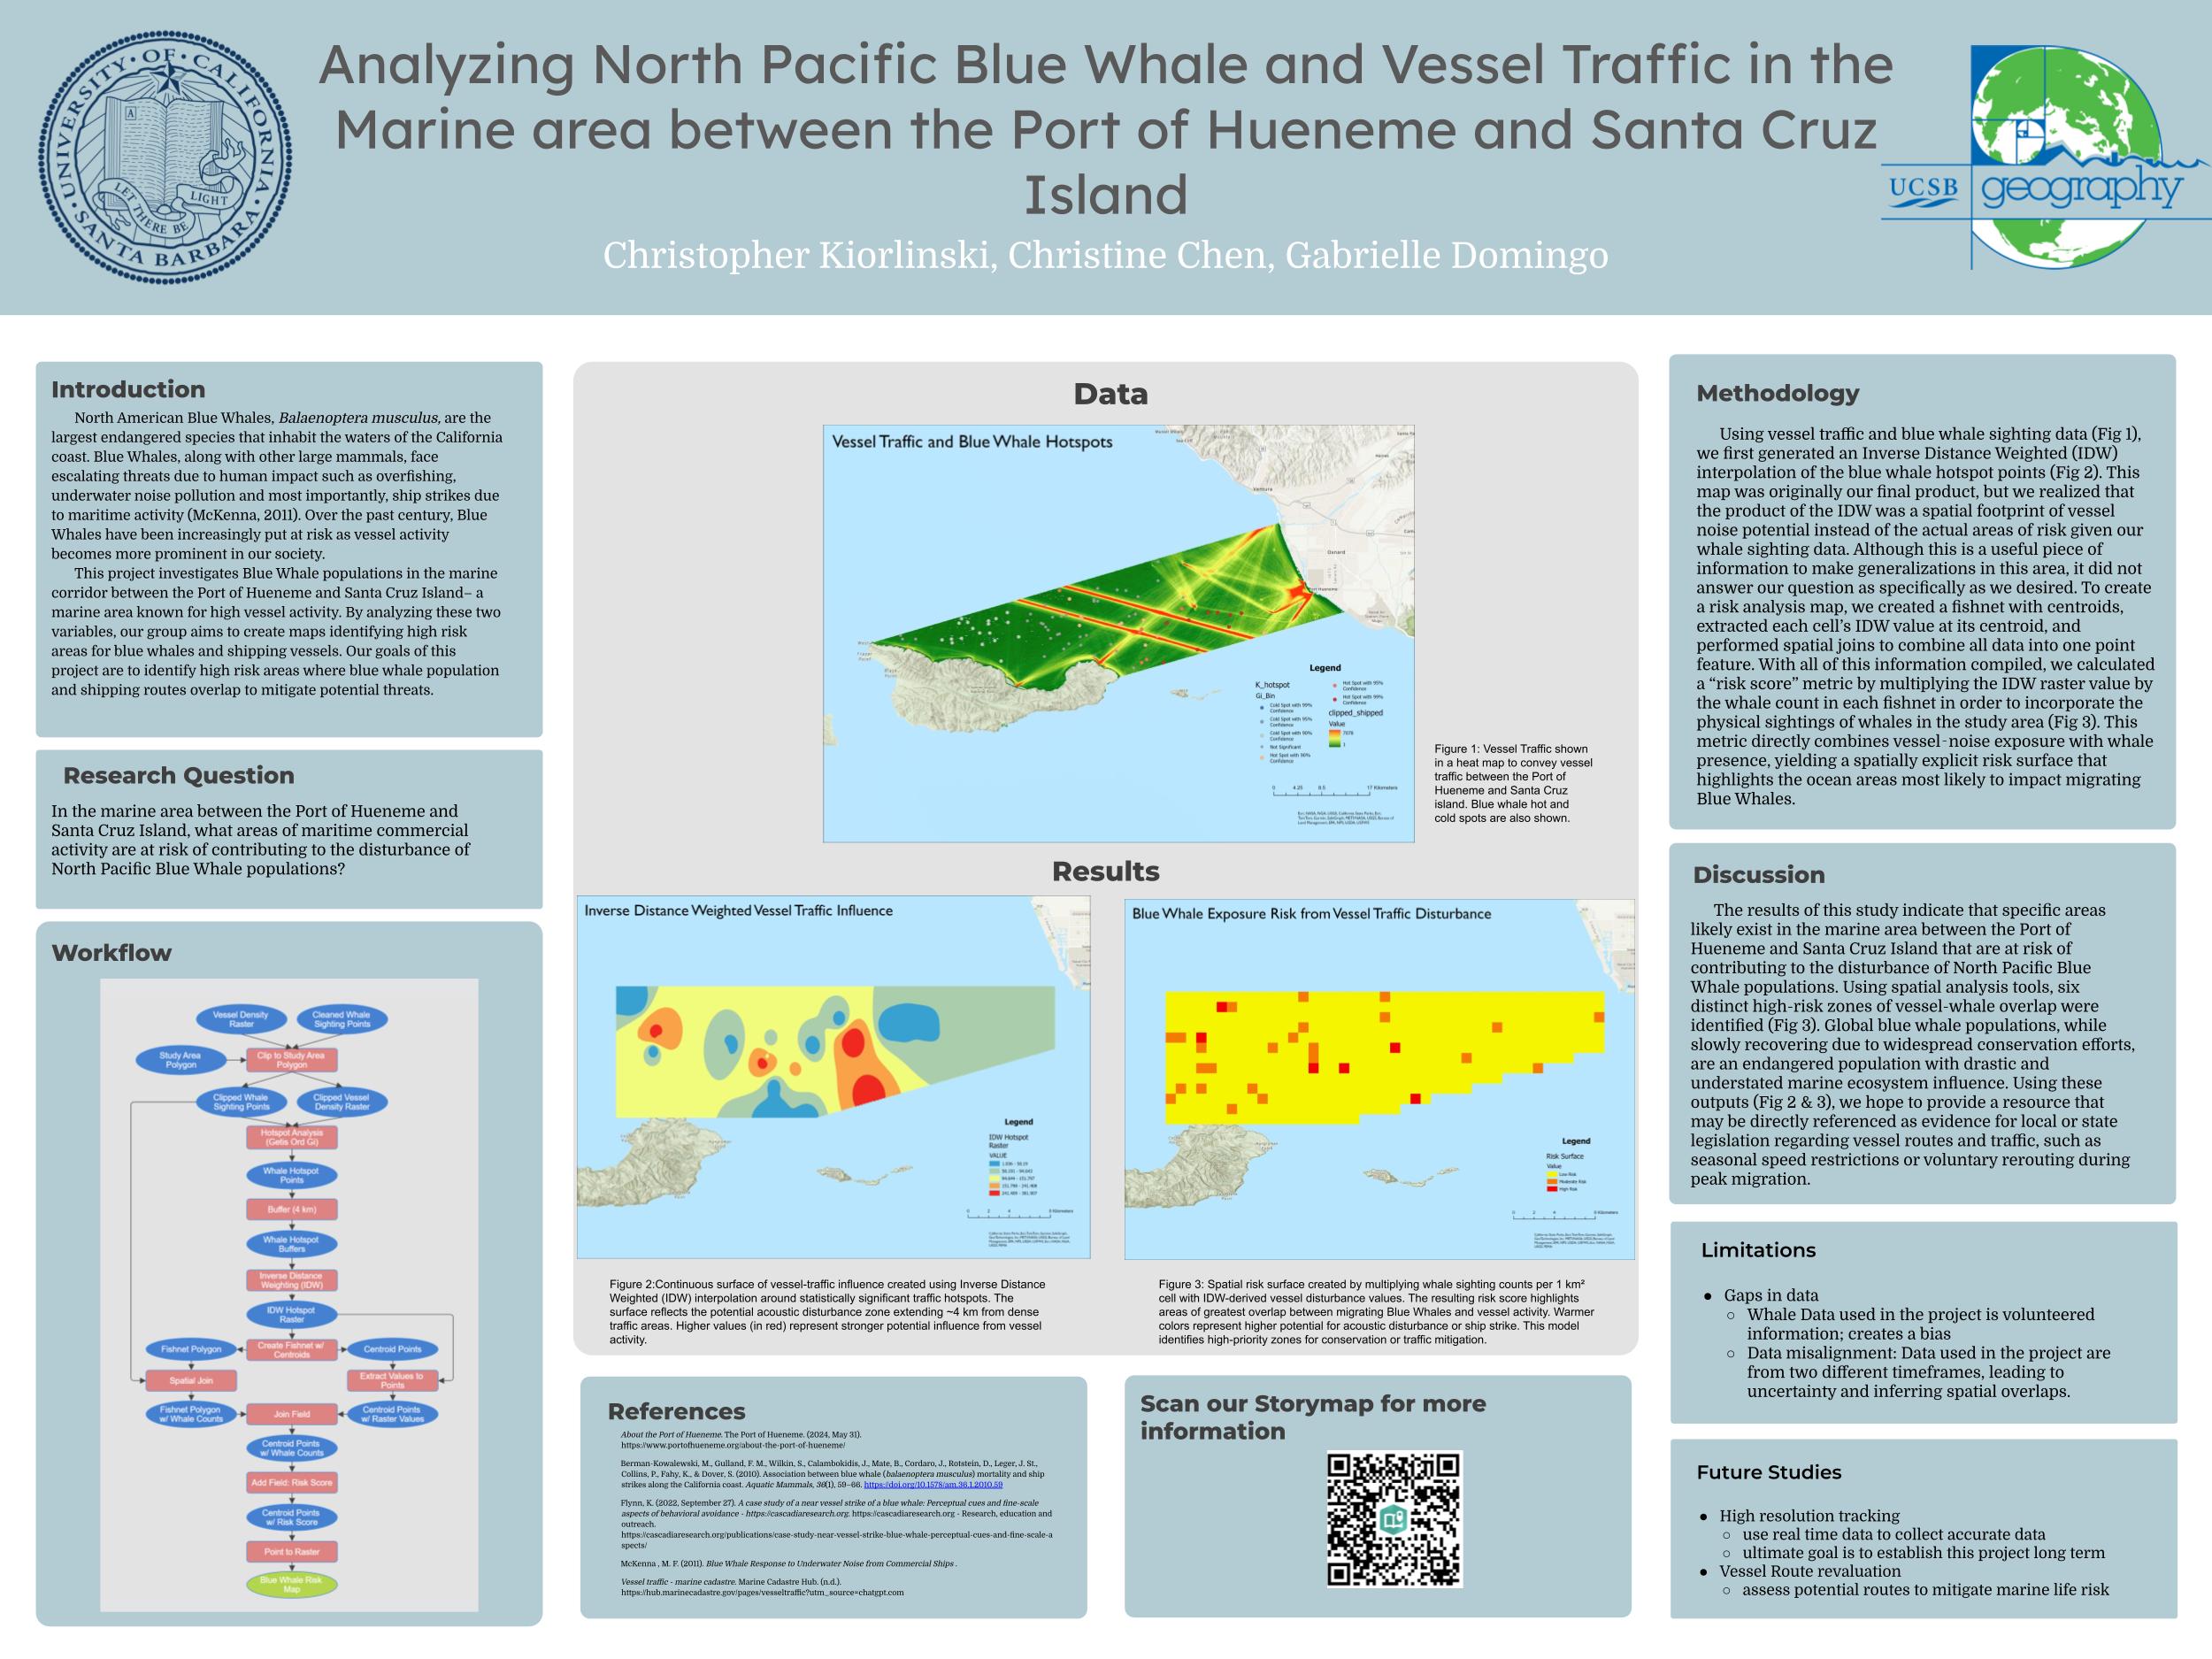 Analyzing North Pacific Blue Whale and Vessel Traffic in the
Marine area between the Port of Hueneme and Santa Cruz
Island
Christopher Kiorlinski, Christine Chen, Gabrielle Domingo
UNIVERSITY · OF · CALIFORNIA
· SANTA BARBARA ·
LET THERE BE LIGHT
A
UCSB geography
Introduction
North American Blue Whales, Balaenoptera musculus, are the
largest endangered species that inhabit the waters of the California
coast. Blue Whales, along with other large mammals, face
escalating threats due to human impact such as overfishing,
underwater noise pollution and most importantly, ship strikes due
to maritime activity (McKenna, 2011). Over the past century, Blue
Whales have been increasingly put at risk as vessel activity
becomes more prominent in our society.
This project investigates Blue Whale populations in the marine
corridor between the Port of Hueneme and Santa Cruz Island– a
marine area known for high vessel activity. By analyzing these two
variables, our group aims to create maps identifying high risk
areas for blue whales and shipping vessels. Our goals of this
project are to identify high risk areas where blue whale population
and shipping routes overlap to mitigate potential threats.
Research Question
In the marine area between the Port of Hueneme and
Santa Cruz Island, what areas of maritime commercial
activity are at risk of contributing to the disturbance of
North Pacific Blue Whale populations?
Workflow
Vessel Density
Raster
Cleaned Whale
Sighting Points
Study Area
Polygon
Clip to Study Area
Polygon
Clipped Whale
Sighting Points
Clipped Vessel
Density Raster
Hotspot Analysis
(Getis Ord Gi)
Whale Hotspot
Points
Buffer (4 km)
Whale Hotspot
Buffers
Inverse Distance
Weighting (IDW)
IDW Hotspot
Raster
Fishnet Polygon
Create Fishnet w/
Centroids
Centroid Points
Spatial Join
Extract Values to
Points
Fishnet Polygon
w/ Whale Counts
Join Field
Centroid Points
w/ Raster Values
Centroid Points
w/ Whale Counts
Add Field: Risk Score
Centroid Points
w/ Risk Score
Point to Raster
Blue Whale Risk
Map
Data
Vessel Traffic and Blue Whale Hotspots
Ventura
Oxnard
Port Hueneme
Legend
K_hotspot
Gi_Bin
Cold Spot with 99%
Confidence
Cold Spot with 95%
Confidence
Cold Spot with 90%
Confidence
Not Significant
Hot Spot with 90%
Confidence
Hot Spot with 95%
Confidence
Hot Spot with 99%
Confidence
clipped_shipped
Value
1
0 4.25 8.5 17 Kilometers
Figure 1: Vessel Traffic shown
in a heat map to convey vessel
traffic between the Port of
Hueneme and Santa Cruz
island. Blue whale hot and
cold spots are also shown.
Results
Inverse Distance Weighted Vessel Traffic Influence
Legend
IDW Hotspot
Raster
VALUE
0 2 4 8 Kilometers
Figure 2:Continuous surface of vessel-traffic influence created using Inverse Distance
Weighted (IDW) interpolation around statistically significant traffic hotspots. The
surface reflects the potential acoustic disturbance zone extending ~4 km from dense
traffic areas. Higher values (in red) represent stronger potential influence from vessel
activity.
Blue Whale Exposure Risk from Vessel Traffic Disturbance
Legend
Risk Surface
Value
Low Risk
Moderate Risk
High Risk
0 2 4 8 Kilometers
Figure 3: Spatial risk surface created by multiplying whale sighting counts per 1 km²
cell with IDW-derived vessel disturbance values. The resulting risk score highlights
areas of greatest overlap between migrating Blue Whales and vessel activity. Warmer
colors represent higher potential for acoustic disturbance or ship strike. This model
identifies high-priority zones for conservation or traffic mitigation.
References
About the Port of Hueneme. The Port of Hueneme. (2024, May 31).
https://www.portofhueneme.org/about-the-port-of-hueneme/
Berman-Kowalewski, M., Gulland, F. M., Wilkin, S., Calambokidis, J., Mate, B., Cordaro, J., Rotstein, D., Leger, J. St.,
Collins, P., Fahy, K., & Dover, S. (2010). Association between blue whale (balaenoptera musculus) mortality and ship
strikes along the California coast. Aquatic Mammals, 36(1), 59–66. https://doi.org/10.1578/am.36.1.2010.59
Flynn, K. (2022, September 27). A case study of a near vessel strike of a blue whale: Perceptual cues and fine-scale
aspects of behavioral avoidance - https://cascadiaresearch.org. https://cascadiaresearch.org - Research, education and
outreach.
https://cascadiaresearch.org/publications/case-study-near-vessel-strike-blue-whale-perceptual-cues-and-fine-scale-a
spects/
McKenna , M. F. (2011). Blue Whale Response to Underwater Noise from Commercial Ships .
Vessel traffic - marine cadastre. Marine Cadastre Hub. (n.d.).
https://hub.marinecadastre.gov/pages/vesseltraffic?utm_source=chatgpt.com
Scan our Storymap for more
information
Methodology
Using vessel traffic and blue whale sighting data (Fig 1),
we first generated an Inverse Distance Weighted (IDW)
interpolation of the blue whale hotspot points (Fig 2). This
map was originally our final product, but we realized that
the product of the IDW was a spatial footprint of vessel
noise potential instead of the actual areas of risk given our
whale sighting data. Although this is a useful piece of
information to make generalizations in this area, it did not
answer our question as specifically as we desired. To create
a risk analysis map, we created a fishnet with centroids,
extracted each cell’s IDW value at its centroid, and
performed spatial joins to combine all data into one point
feature. With all of this information compiled, we calculated
a “risk score” metric by multiplying the IDW raster value by
the whale count in each fishnet in order to incorporate the
physical sightings of whales in the study area (Fig 3). This
metric directly combines vessel-noise exposure with whale
presence, yielding a spatially explicit risk surface that
highlights the ocean areas most likely to impact migrating
Blue Whales.
Discussion
The results of this study indicate that specific areas
likely exist in the marine area between the Port of
Hueneme and Santa Cruz Island that are at risk of
contributing to the disturbance of North Pacific Blue
Whale populations. Using spatial analysis tools, six
distinct high-risk zones of vessel-whale overlap were
identified (Fig 3). Global blue whale populations, while
slowly recovering due to widespread conservation efforts,
are an endangered population with drastic and
understated marine ecosystem influence. Using these
outputs (Fig 2 & 3), we hope to provide a resource that
may be directly referenced as evidence for local or state
legislation regarding vessel routes and traffic, such as
seasonal speed restrictions or voluntary rerouting during
peak migration.
Limitations
● Gaps in data
○ Whale Data used in the project is volunteered
information; creates a bias
○ Data misalignment: Data used in the project are
from two different timeframes, leading to
uncertainty and inferring spatial overlaps.
Future Studies
● High resolution tracking
○ use real time data to collect accurate data
○ ultimate goal is to establish this project long term
● Vessel Route revaluation
○ assess potential routes to mitigate marine life risk